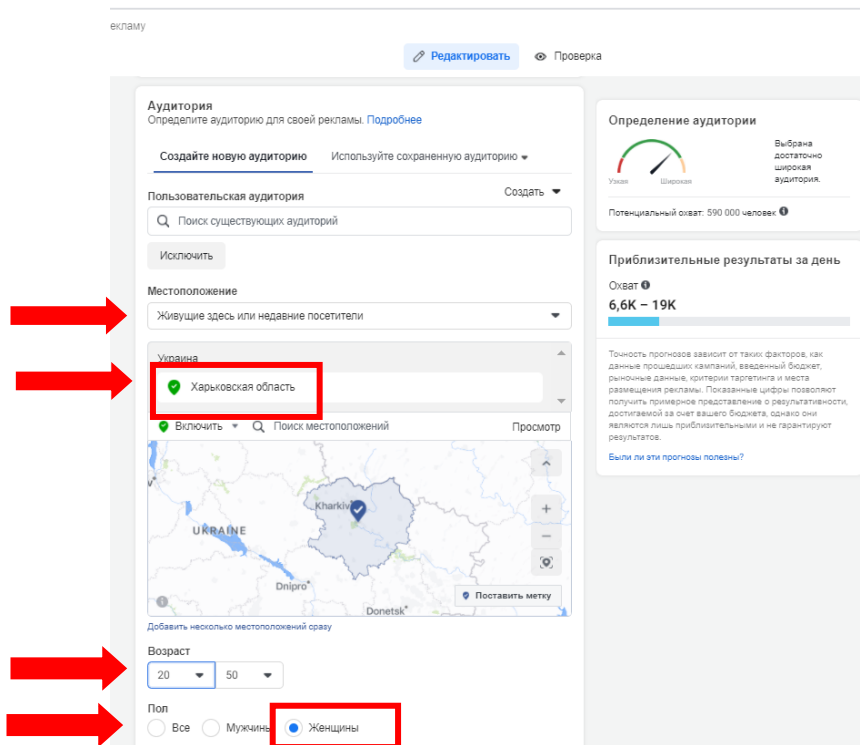 екламу
Редактировать
Проверка
Аудитория
Определите аудиторию для своей рекламы. Подробнее
Создайте новую аудиторию
Используйте сохраненную аудиторию
Пользовательская аудитория
Создать
Поиск существующих аудиторий
Исключить
Местоположение
Живущие здесь или недавние посетители
Украина
Харьковская область
Включить
Поиск местоположений
Просмотр
Kharkiv
UKRAINE
Dnipro
Donetsk
Поставить метку
Добавить несколько местоположений сразу
Возраст
20
50
Пол
Все
Мужчины
Женщины
Определение аудитории
Узкая
Широкая
Выбрана
достаточно
широкая
аудитория.
Потенциальный охват: 590 000 человек
Приблизительные результаты за день
Охват
6,6K – 19K
Точность прогнозов зависит от таких факторов, как
данные прошедших кампаний, введенный бюджет,
рыночные данные, критерии таргетинга и места
размещения рекламы. Показанные цифры позволяют
получить примерное представление о результативности,
достигаемой за счет вашего бюджета, однако они
являются лишь приблизительными и не гарантируют
результатов.
Были ли эти прогнозы полезны?